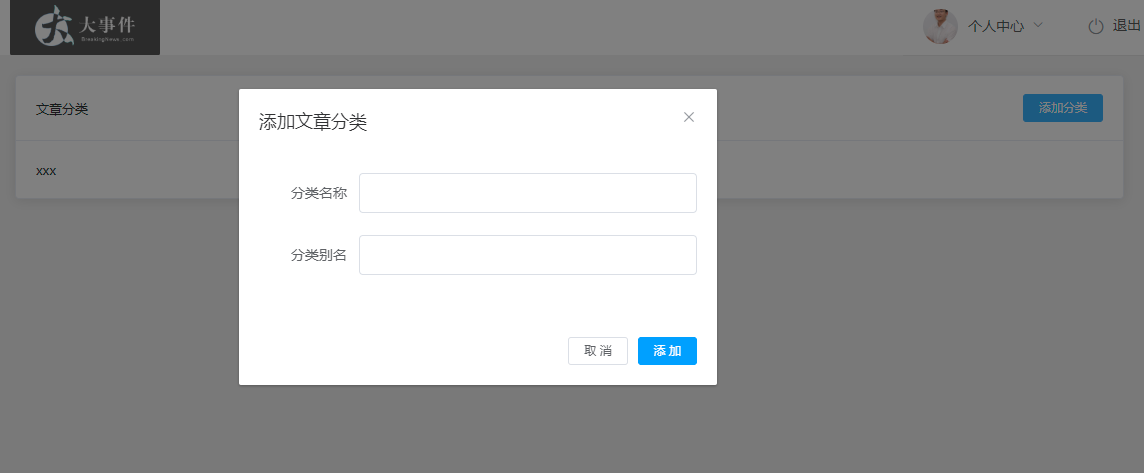 大事件
BreakingNews.com
个人中心
退出
文章分类
添加分类
xxx
添加文章分类
分类名称
分类别名
取 消
添 加